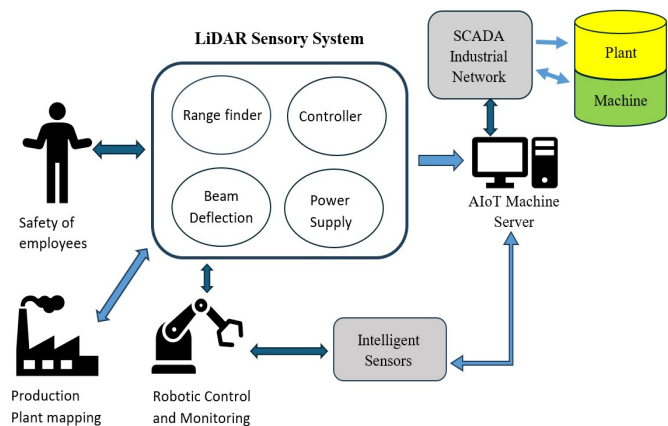 LiDAR Sensory System
Range finder
Controller
Beam
Deflection
Power
Supply
SCADA
Industrial
Network
Plant
Machine
AIoT Machine
Server
Safety of
employees
Production
Plant mapping
Robotic Control
and Monitoring
Intelligent
Sensors